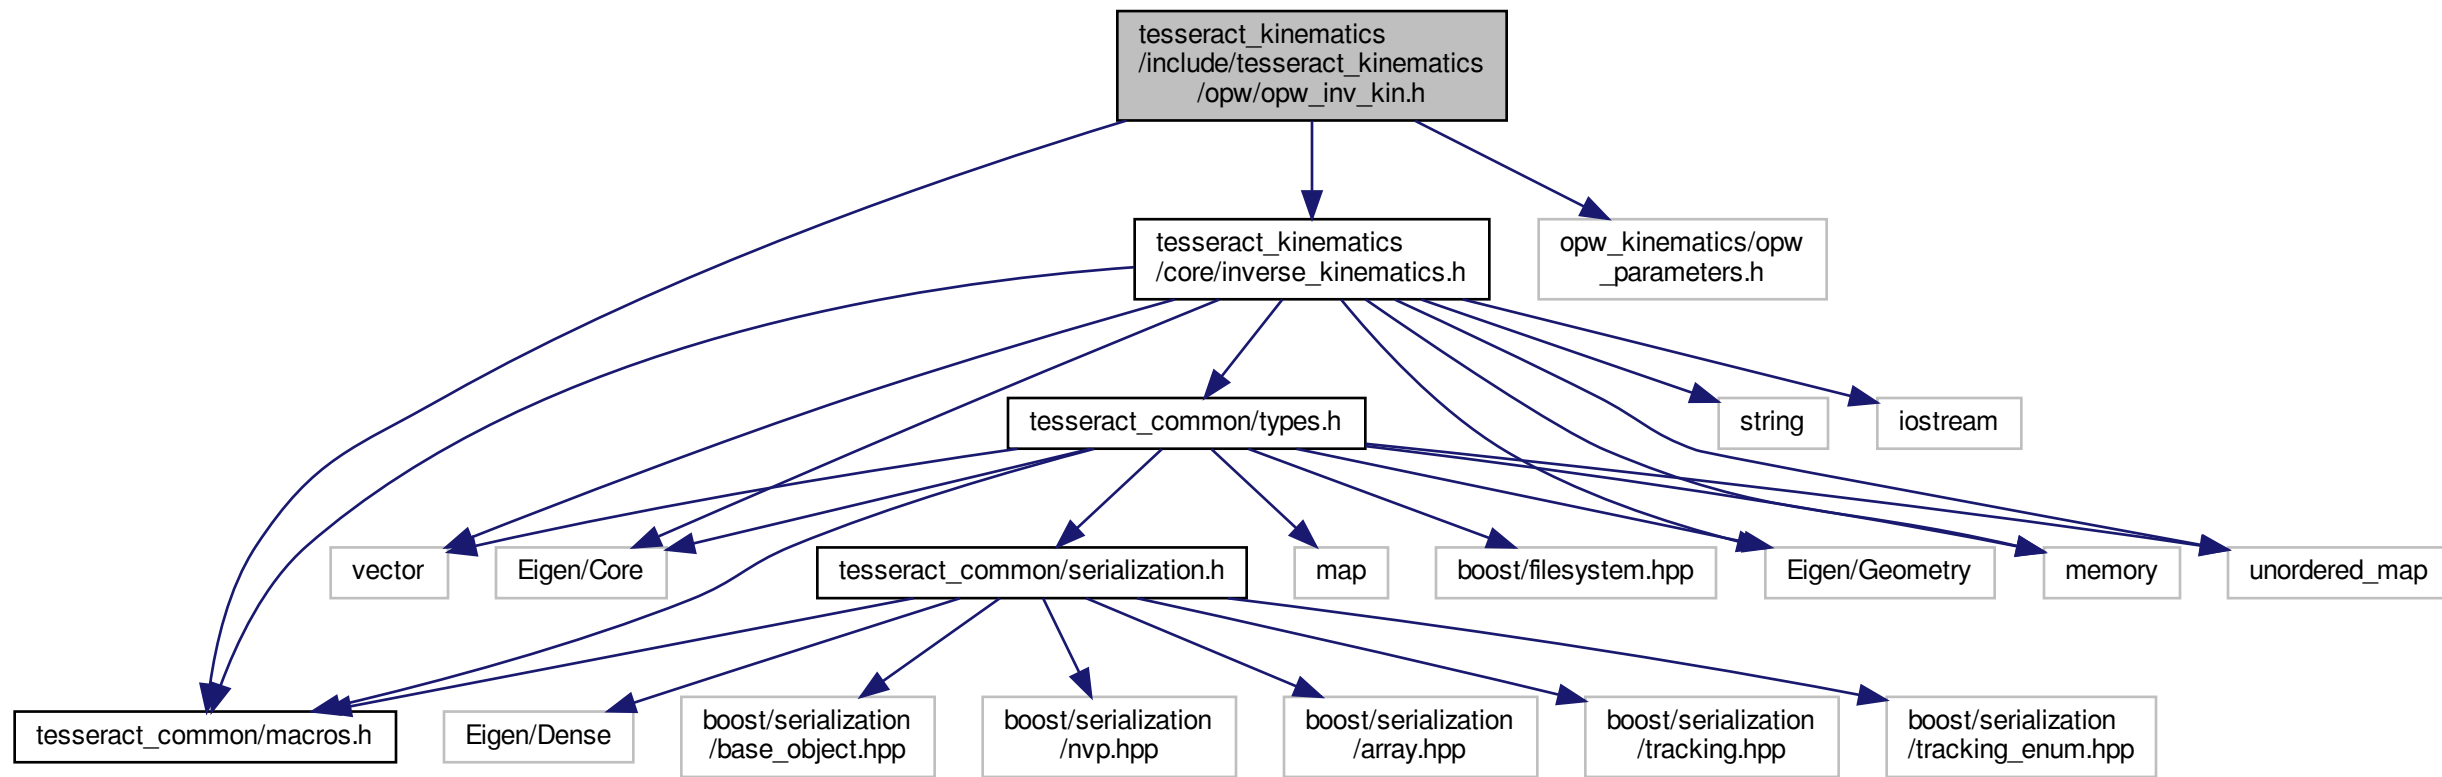 tesseract_kinematics
/include/tesseract_kinematics
/opw/opw_inv_kin.h
tesseract_kinematics
/core/inverse_kinematics.h
opw_kinematics/opw
_parameters.h
tesseract_common/types.h
string
iostream
vector
Eigen/Core
tesseract_common/serialization.h
map
boost/filesystem.hpp
Eigen/Geometry
memory
unordered_map
tesseract_common/macros.h
Eigen/Dense
boost/serialization
/base_object.hpp
boost/serialization
/nvp.hpp
boost/serialization
/array.hpp
boost/serialization
/tracking.hpp
boost/serialization
/tracking_enum.hpp